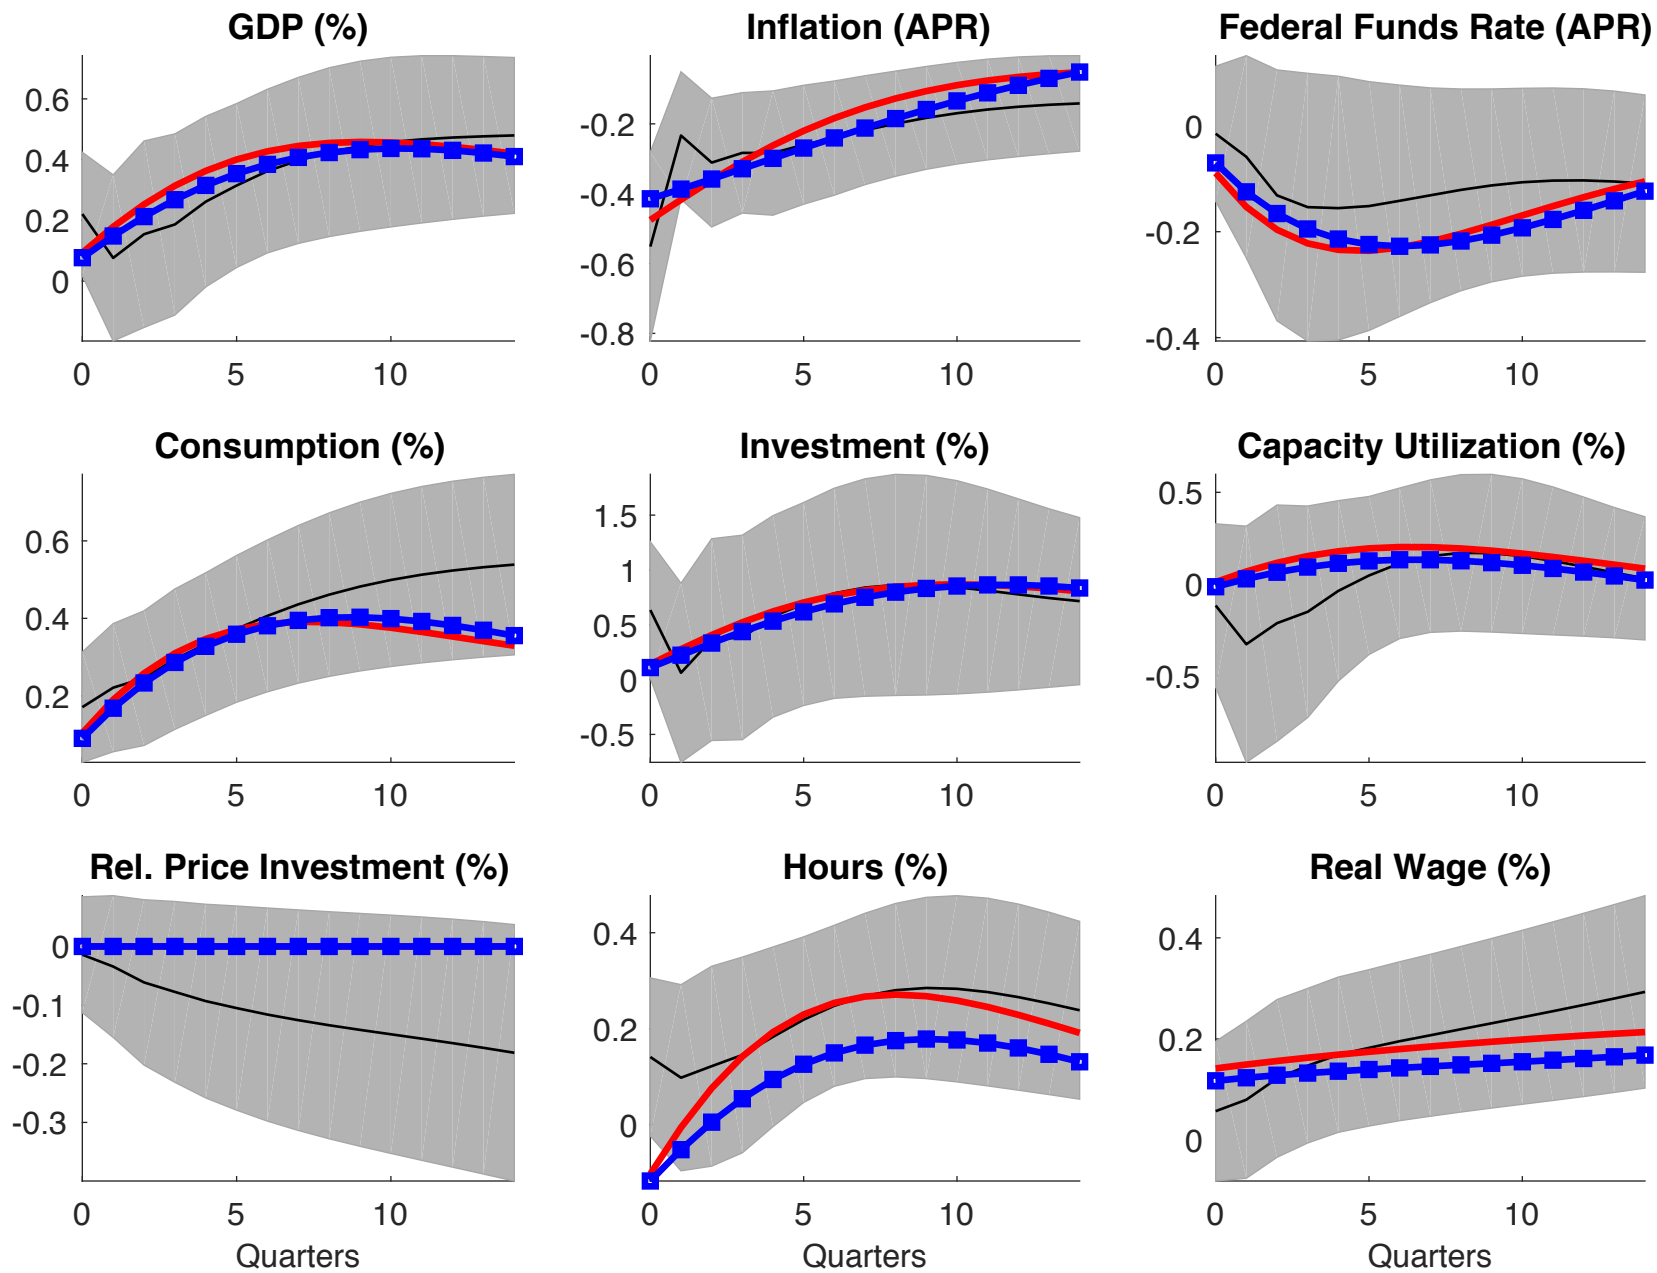 GDP (%) Inflation (APR) Federal Funds Rate (APR)
0.6
0.4
0.2
0
0 5 10
-0.2
-0.4
-0.6
-0.8
0 5 10
0
-0.2
-0.4
0 5 10
Consumption (%) Investment (%) Capacity Utilization (%)
0.6
0.4
0.2
0 5 10
1.5
1
0.5
0
-0.5
0 5 10
0.5
0
-0.5
0 5 10
Rel. Price Investment (%) Hours (%) Real Wage (%)
0
-0.1
-0.2
-0.3
0 5 10
Quarters
0.4
0.2
0
0 5 10
Quarters
0.4
0.2
0
0 5 10
Quarters